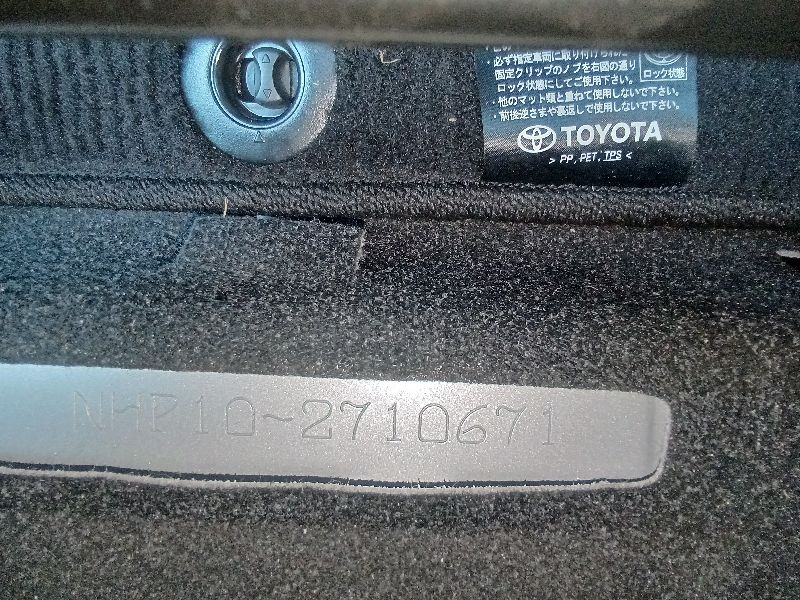 ・必ず指定車両に取り付けられた
固定クリップのノブを右図の通り
ロック状態にしてご使用下さい。
・他のマット類と重ねて使用しないで下さい。
・前後逆さまや裏返しで使用しないで下さい。
ロック状態
TOYOTA
> PP, PET, TPS <
NHP10-2710671